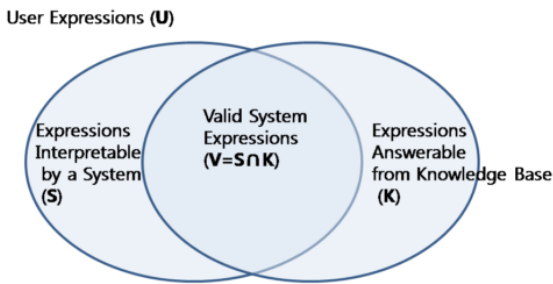 User Expressions (U)
Expressions
Interpretable
by a System
(S)
Valid System
Expressions
(V=S∩K)
Expressions
Answerable
from Knowledge Base
(K)